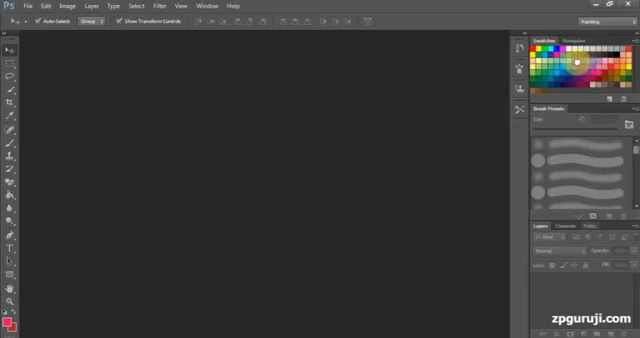 Ps File Edit Image Layer Type Select Filter View Window Help
Auto-Select Group Show Transform Controls Painting
Swatches Navigator
Brush Presets
Size:
Layers Channels Paths
Kind
Normal Opacity:
Lock: Fill:
zpguruji.com